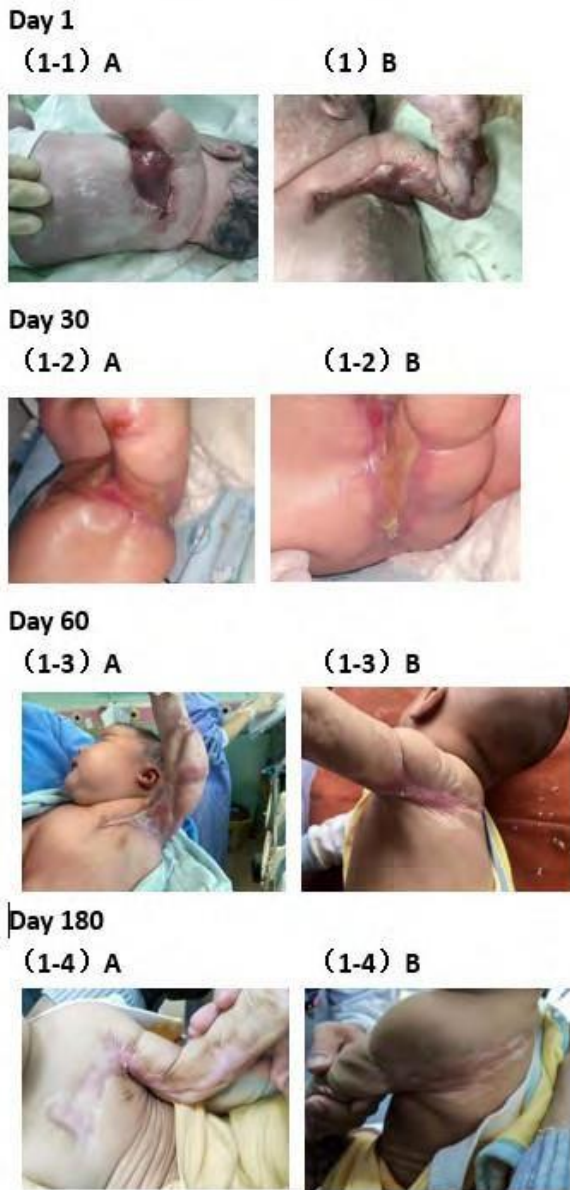 Day 1
（1-1）A （1）B
Day 30
（1-2）A （1-2）B
Day 60
（1-3）A （1-3）B
Day 180
（1-4）A （1-4）B